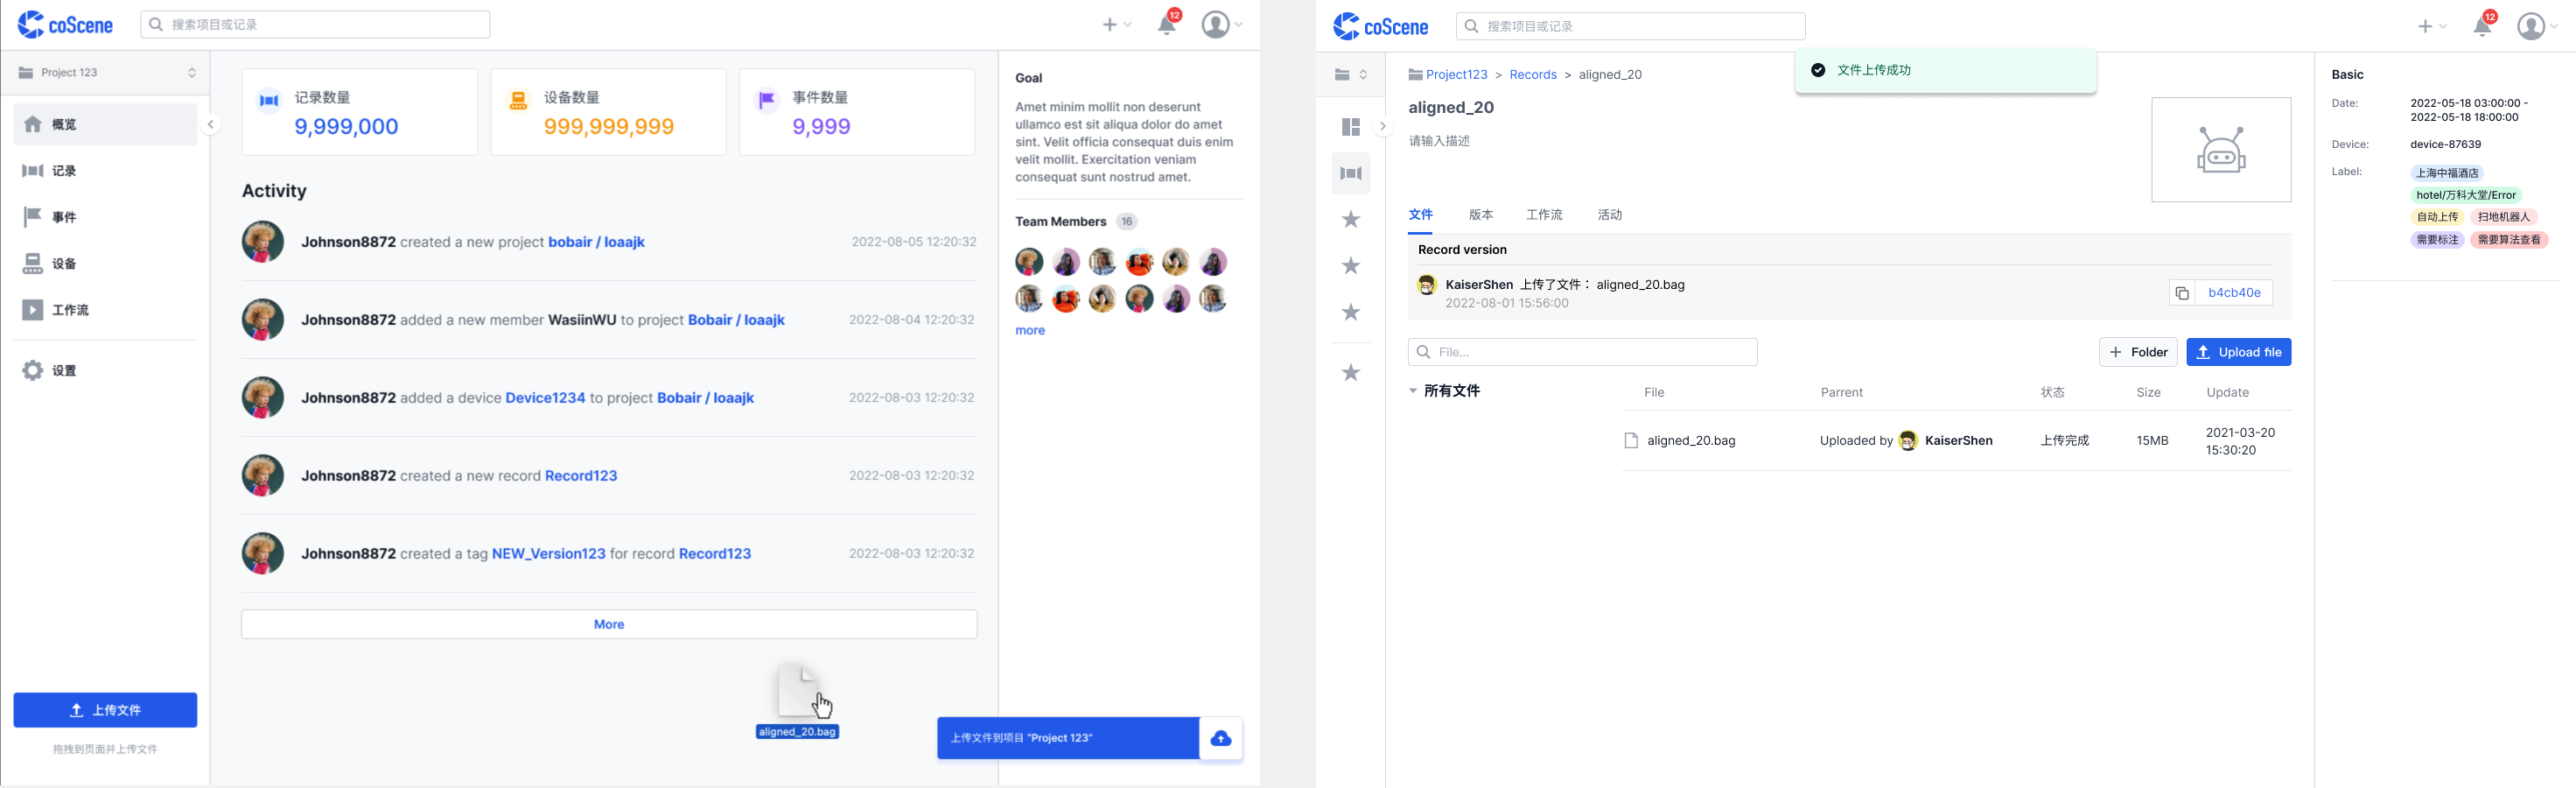 coScene
搜索项目或记录
12
Project 123
概览
记录
事件
设备
工作流
设置
上传文件
拖拽到页面并上传文件
记录数量
9,999,000
设备数量
999,999,999
事件数量
9,999
Activity
Johnson8872 created a new project bobair / loaajk
2022-08-05 12:20:32
Johnson8872 added a new member WasiinWU to project Bobair / loaajk
2022-08-04 12:20:32
Johnson8872 added a device Device1234 to project Bobair / loaajk
2022-08-03 12:20:32
Johnson8872 created a new record Record123
2022-08-03 12:20:32
Johnson8872 created a tag NEW_Version123 for record Record123
2022-08-03 12:20:32
More
aligned_20.bag
上传文件到项目 “Project 123”
Goal
Amet minim mollit non deserunt
ullamco est sit aliqua dolor do amet
sint. Velit officia consequat duis enim
velit mollit. Exercitation veniam
consequat sunt nostrud amet.
Team Members 16
more
coScene
搜索项目或记录
12
文件上传成功
Project123 > Records > aligned_20
aligned_20
请输入描述
文件 版本 工作流 活动
Record version
KaiserShen 上传了文件： aligned_20.bag
2022-08-01 15:56:00
b4cb40e
File...
Folder
Upload file
所有文件
File Parrent 状态 Size Update
aligned_20.bag Uploaded by KaiserShen 上传完成 15MB 2021-03-20
15:30:20
Basic
Date: 2022-05-18 03:00:00 -
2022-05-18 18:00:00
Device: device-87639
Label: 上海中福酒店
hotel/万科大堂/Error
自动上传 扫地机器人
需要标注 需要算法查看